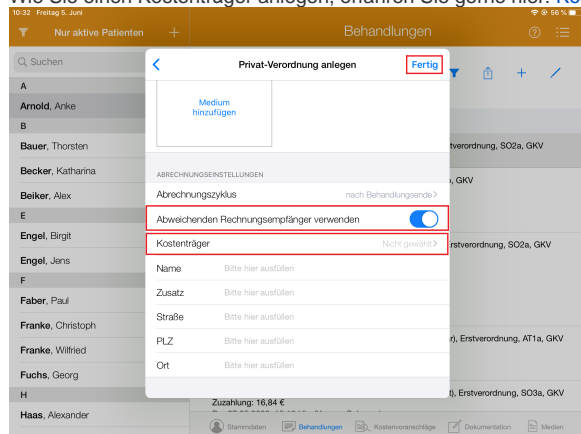 Wie Sie einen Kostenträger anlegen, erfahren Sie gerne hier.
10:32 Freitag 5. Juni
56 %
Nur aktive Patienten
Behandlungen
Suchen
Privat-Verordnung anlegen
Fertig
A
Arnold, Anke
Medium
hinzufügen
B
Bauer, Thorsten
rstverordnung, SO2a, GKV
Becker, Katharina
ABRECHNUNGSEINSTELLUNGEN
, GKV
Beiker, Alex
Abrechnungszyklus
nach Behandlungsende
E
Abweichenden Rechnungsempfänger verwenden
Engel, Birgit
Kostenträger
Nicht gewählt
Erstverordnung, SO2a, GKV
Engel, Jens
Name
Bitte hier ausfüllen
F
Zusatz
Bitte hier ausfüllen
Faber, Paul
Straße
Bitte hier ausfüllen
Franke, Christoph
PLZ
Bitte hier ausfüllen
r), Erstverordnung, AT1a, GKV
Franke, Wilfried
Ort
Bitte hier ausfüllen
Fuchs, Georg
H
t), Erstverordnung, SO3a, GKV
Zuzahlung: 16,84 €
Haas, Alexander
Stammdaten
Behandlungen
Kostenvoranschläge
Dokumentation
Medien